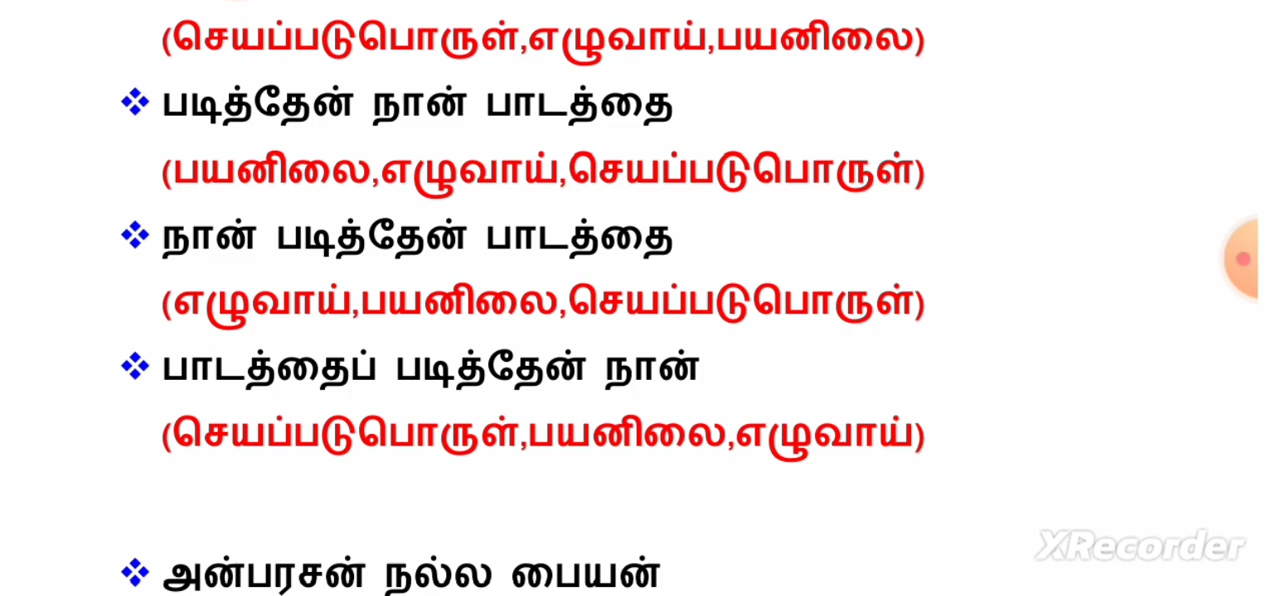 (செயப்படுபொருள்,எழுவாய்,பயனிலை)
❖ படித்தேன் நான் பாடத்தை
(பயனிலை,எழுவாய்,செயப்படுபொருள்)
❖ நான் படித்தேன் பாடத்தை
(எழுவாய்,பயனிலை,செயப்படுபொருள்)
❖ பாடத்தைப் படித்தேன் நான்
(செயப்படுபொருள்,பயனிலை,எழுவாய்)
XRecorder
❖ அன்பரசன் நல்ல பையன்